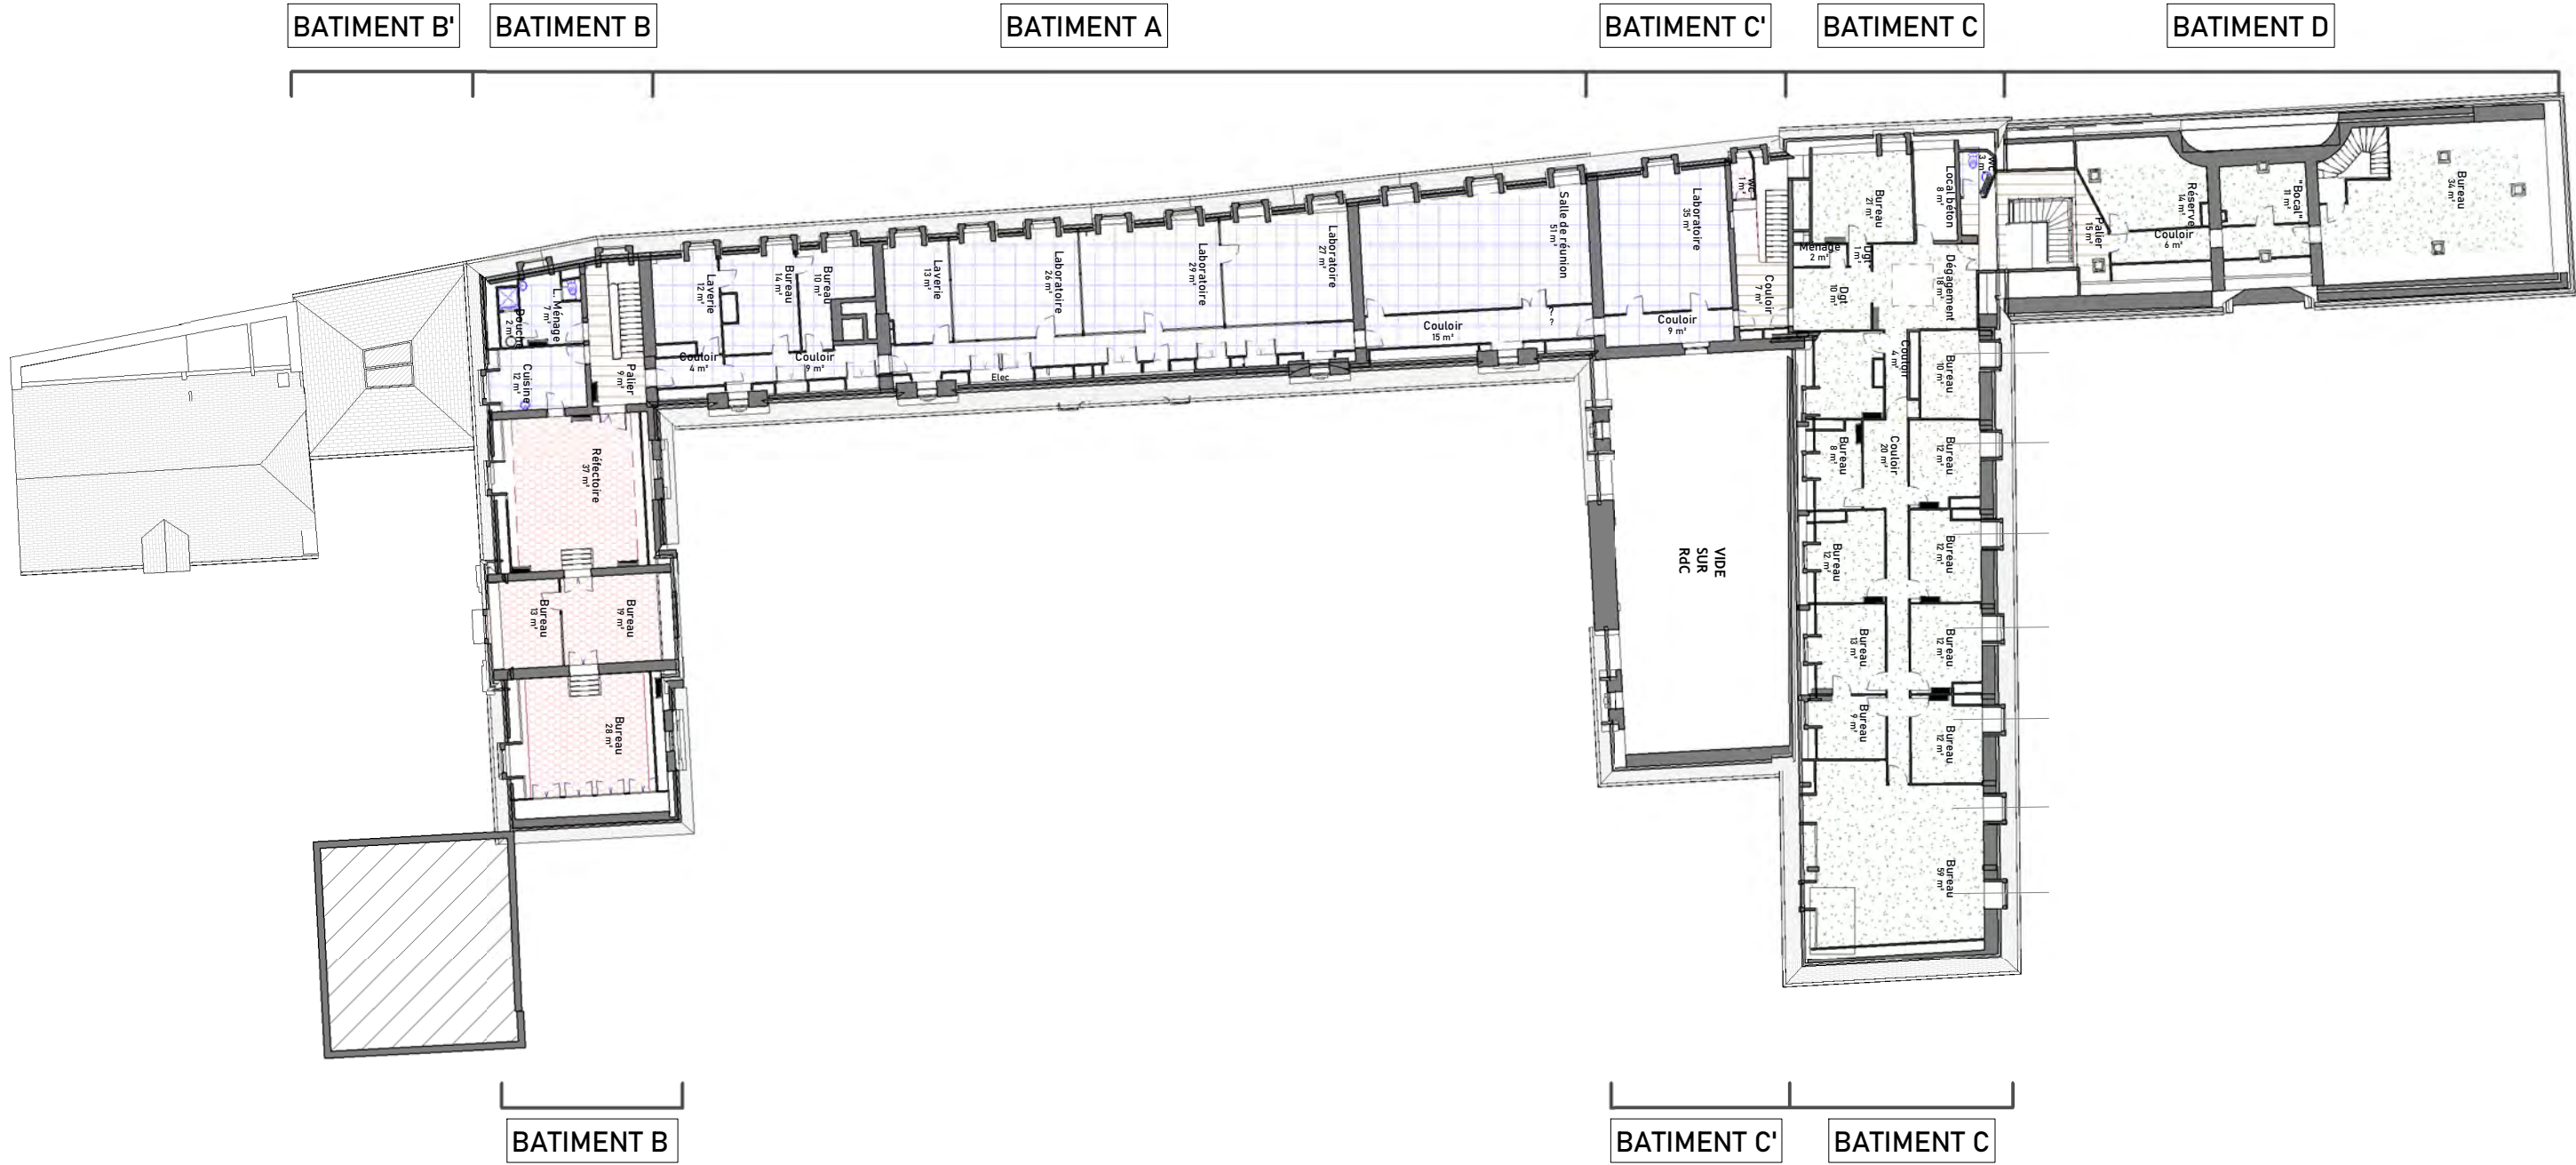 BATIMENT B'
BATIMENT B
BATIMENT A
BATIMENT C'
BATIMENT C
BATIMENT D
L. Ménage
7 m²
Douche
2 m²
Cuisine
12 m²
Palier
9 m²
Réfectoire
37 m²
Bureau
13 m²
Bureau
19 m²
Bureau
28 m²
Laverie
12 m²
Bureau
14 m²
Bureau
10 m²
Couloir
4 m²
Couloir
9 m²
Laverie
13 m²
Laboratoire
26 m²
Laboratoire
29 m²
Laboratoire
27 m²
Elec
Salle de réunion
51 m²
Couloir
15 m²
?
?
Laboratoire
35 m²
Couloir
9 m²
WC
1 m²
Couloir
7 m²
VIDE
SUR
RdC
Bureau
21 m²
Local béton
8 m²
WC
3 m²
Ménage
2 m²
Dgt
1 m²
Dgt
10 m²
Dégagement
18 m²
Couloir
4 m²
Bureau
10 m²
Bureau
8 m²
Couloir
20 m²
Bureau
12 m²
Bureau
12 m²
Bureau
12 m²
Bureau
13 m²
Bureau
12 m²
Bureau
9 m²
Bureau
12 m²
Bureau
59 m²
Palier
15 m²
Réserve
14 m²
Couloir
6 m²
"Bocal"
11 m²
Bureau
34 m²
BATIMENT B
BATIMENT C'
BATIMENT C